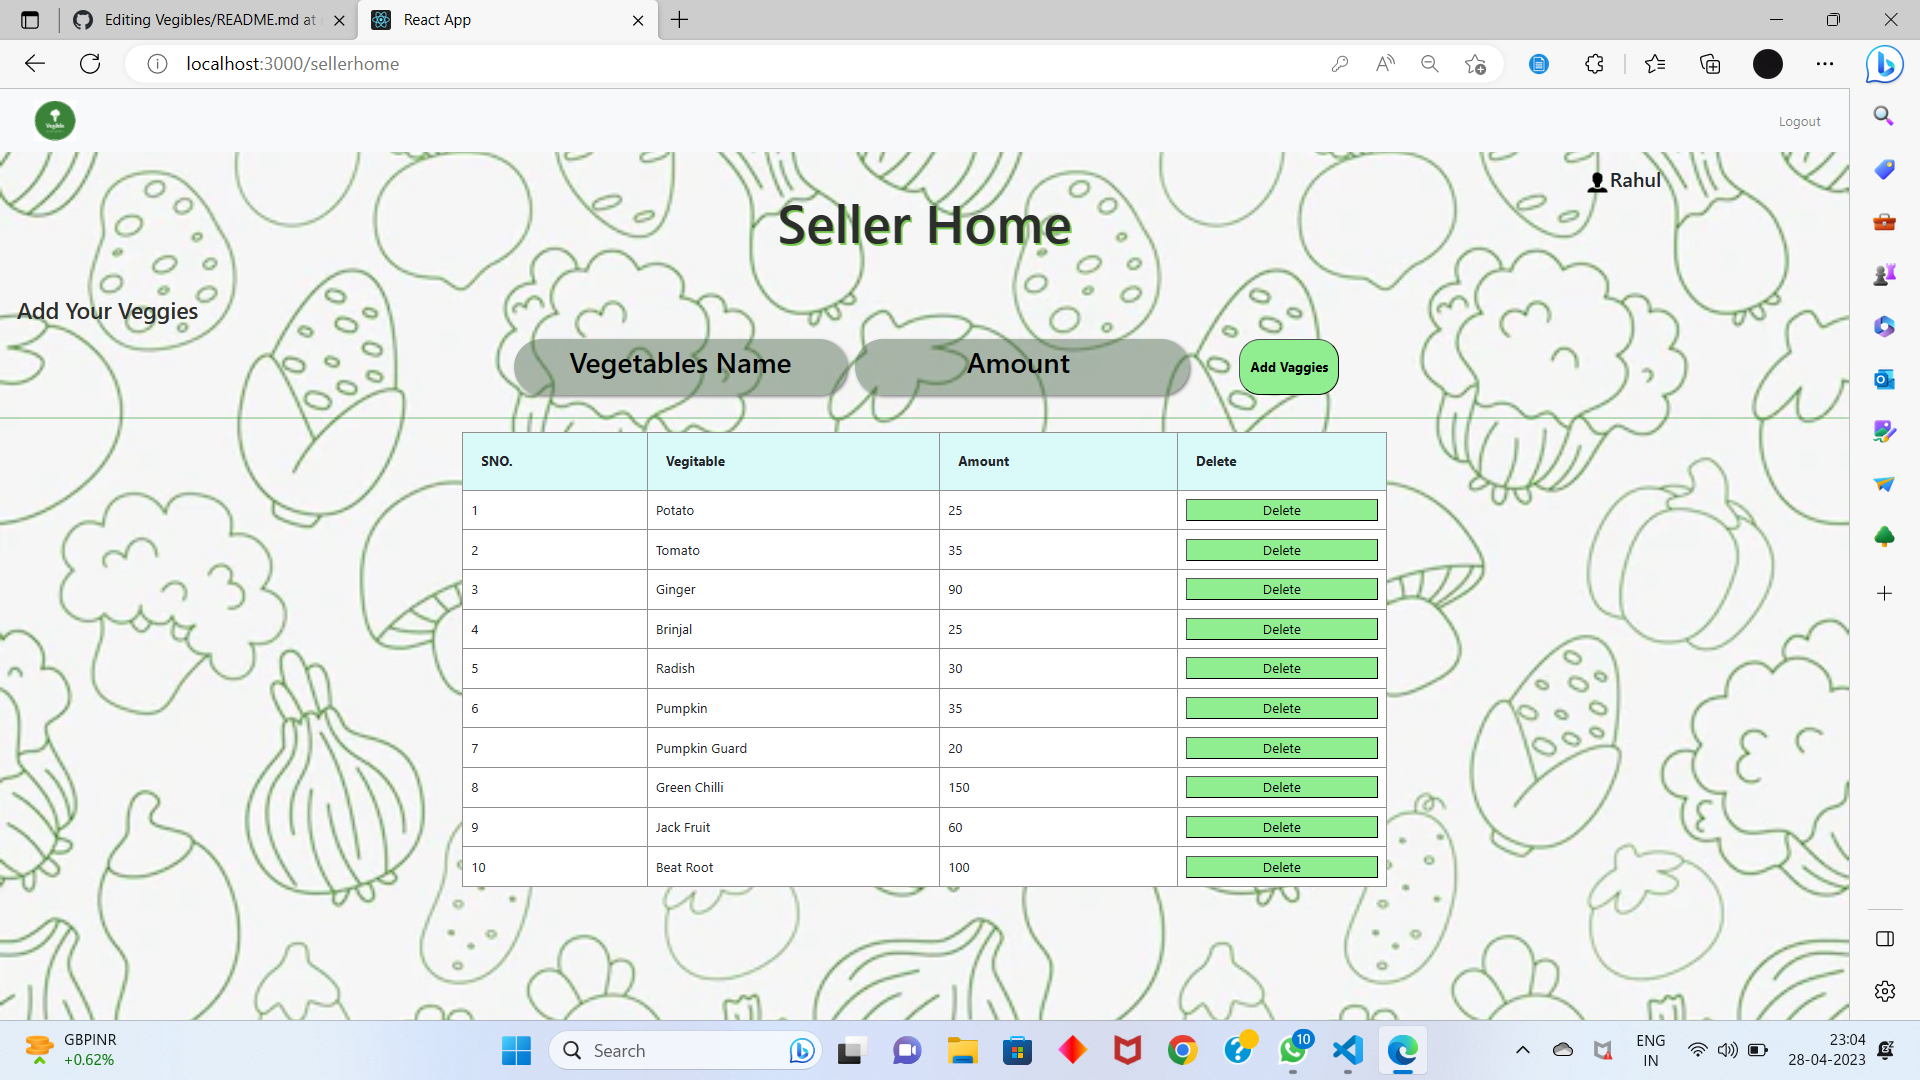 Editing Vegibles/README.md at
React App
localhost:3000/sellerhome
Vegible
Logout
Rahul
Seller Home
Add Your Veggies
Vegetables Name
Amount
Add Vaggies
SNO. Vegitable Amount Delete
1 Potato 25 Delete
2 Tomato 35 Delete
3 Ginger 90 Delete
4 Brinjal 25 Delete
5 Radish 30 Delete
6 Pumpkin 35 Delete
7 Pumpkin Guard 20 Delete
8 Green Chilli 150 Delete
9 Jack Fruit 60 Delete
10 Beat Root 100 Delete
GBPINR
+0.62%
Search
10
ENG
IN
23:04
28-04-2023